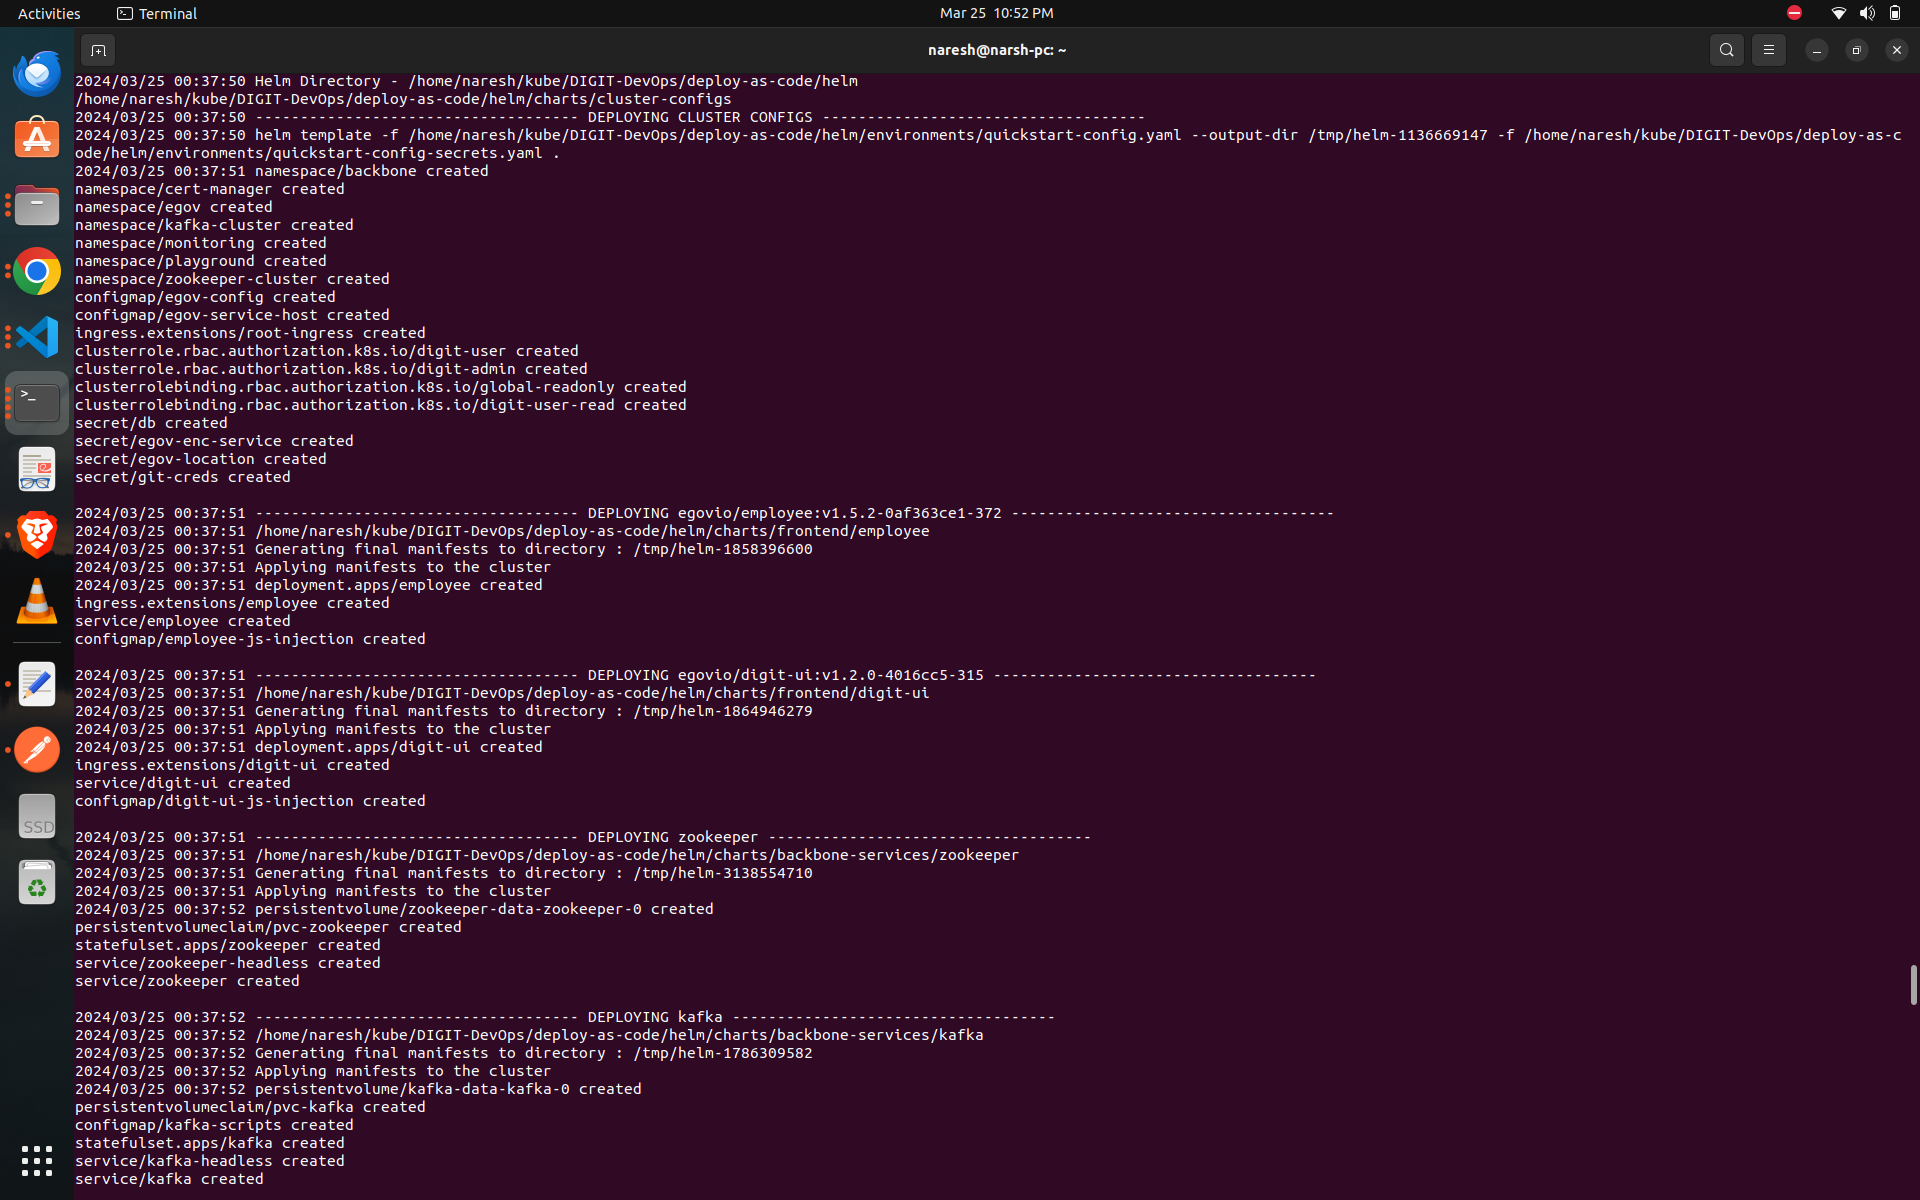 Activities
Terminal
Mar 25 10:52 PM
naresh@narsh-pc: ~
2024/03/25 00:37:50 Helm Directory - /home/naresh/kube/DIGIT-DevOps/deploy-as-code/helm
/home/naresh/kube/DIGIT-DevOps/deploy-as-code/helm/charts/cluster-configs
2024/03/25 00:37:50 ------------------------------------ DEPLOYING CLUSTER CONFIGS ------------------------------------
2024/03/25 00:37:50 helm template -f /home/naresh/kube/DIGIT-DevOps/deploy-as-code/helm/environments/quickstart-config.yaml --output-dir /tmp/helm-1136669147 -f /home/naresh/kube/DIGIT-DevOps/deploy-as-c
ode/helm/environments/quickstart-config-secrets.yaml .
2024/03/25 00:37:51 namespace/backbone created
namespace/cert-manager created
namespace/egov created
namespace/kafka-cluster created
namespace/monitoring created
namespace/playground created
namespace/zookeeper-cluster created
configmap/egov-config created
configmap/egov-service-host created
ingress.extensions/root-ingress created
clusterrole.rbac.authorization.k8s.io/digit-user created
clusterrole.rbac.authorization.k8s.io/digit-admin created
clusterrolebinding.rbac.authorization.k8s.io/global-readonly created
clusterrolebinding.rbac.authorization.k8s.io/digit-user-read created
secret/db created
secret/egov-enc-service created
secret/egov-location created
secret/git-creds created
2024/03/25 00:37:51 ------------------------------------ DEPLOYING egovio/employee:v1.5.2-0af363ce1-372 ------------------------------------
2024/03/25 00:37:51 /home/naresh/kube/DIGIT-DevOps/deploy-as-code/helm/charts/frontend/employee
2024/03/25 00:37:51 Generating final manifests to directory : /tmp/helm-1858396600
2024/03/25 00:37:51 Applying manifests to the cluster
2024/03/25 00:37:51 deployment.apps/employee created
ingress.extensions/employee created
service/employee created
configmap/employee-js-injection created
2024/03/25 00:37:51 ------------------------------------ DEPLOYING egovio/digit-ui:v1.2.0-4016cc5-315 ------------------------------------
2024/03/25 00:37:51 /home/naresh/kube/DIGIT-DevOps/deploy-as-code/helm/charts/frontend/digit-ui
2024/03/25 00:37:51 Generating final manifests to directory : /tmp/helm-1864946279
2024/03/25 00:37:51 Applying manifests to the cluster
2024/03/25 00:37:51 deployment.apps/digit-ui created
ingress.extensions/digit-ui created
service/digit-ui created
configmap/digit-ui-js-injection created
2024/03/25 00:37:51 ------------------------------------ DEPLOYING zookeeper ------------------------------------
2024/03/25 00:37:51 /home/naresh/kube/DIGIT-DevOps/deploy-as-code/helm/charts/backbone-services/zookeeper
2024/03/25 00:37:51 Generating final manifests to directory : /tmp/helm-3138554710
2024/03/25 00:37:51 Applying manifests to the cluster
2024/03/25 00:37:52 persistentvolume/zookeeper-data-zookeeper-0 created
persistentvolumeclaim/pvc-zookeeper created
statefulset.apps/zookeeper created
service/zookeeper-headless created
service/zookeeper created
2024/03/25 00:37:52 ------------------------------------ DEPLOYING kafka ------------------------------------
2024/03/25 00:37:52 /home/naresh/kube/DIGIT-DevOps/deploy-as-code/helm/charts/backbone-services/kafka
2024/03/25 00:37:52 Generating final manifests to directory : /tmp/helm-1786309582
2024/03/25 00:37:52 Applying manifests to the cluster
2024/03/25 00:37:52 persistentvolume/kafka-data-kafka-0 created
persistentvolumeclaim/pvc-kafka created
configmap/kafka-scripts created
statefulset.apps/kafka created
service/kafka-headless created
service/kafka created
SSD